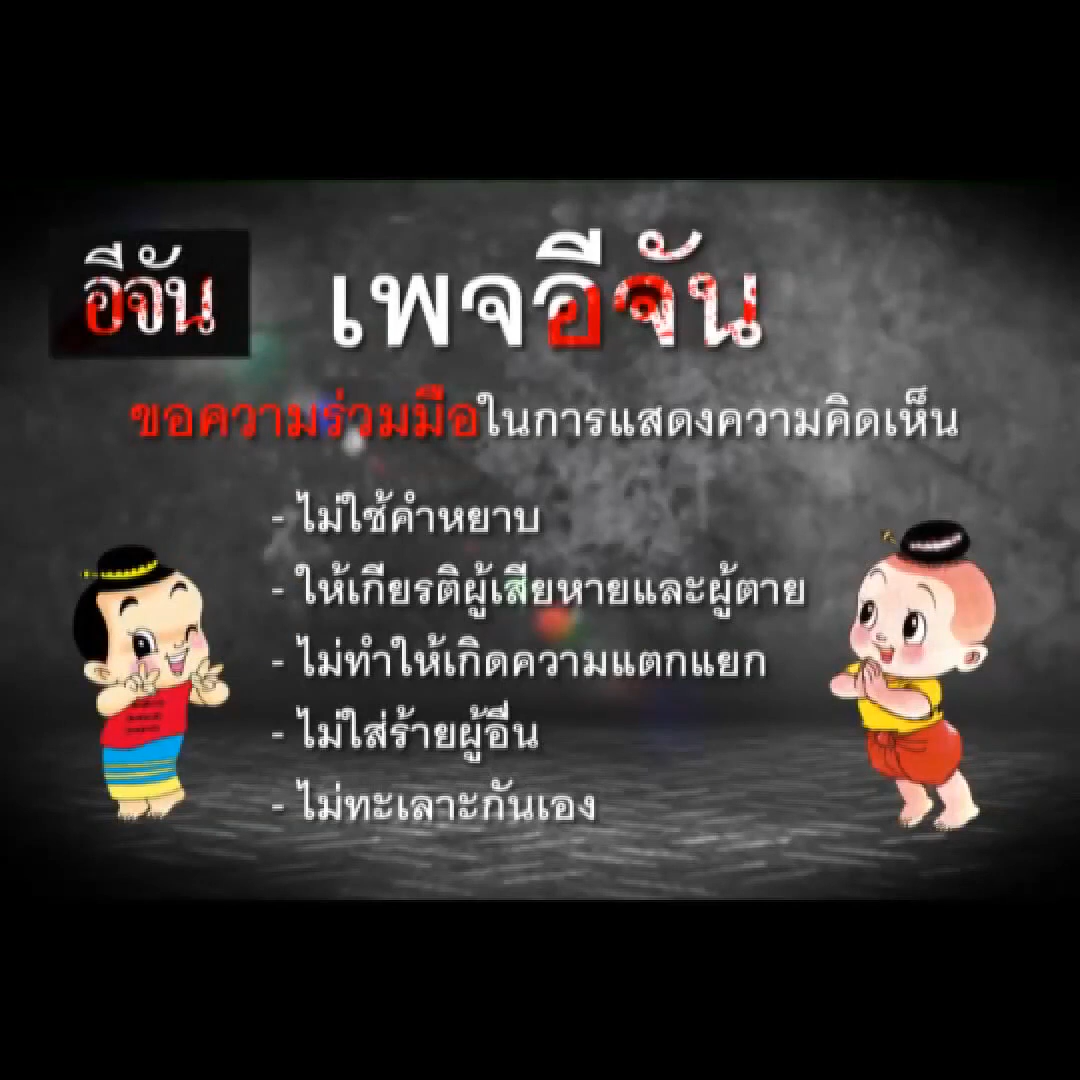 อีจัน
เพจอีจัน
ขอความร่วมมือในการแสดงความคิดเห็น
- ไม่ใช้คำหยาบ
- ให้เกียรติผู้เสียหายและผู้ตาย
- ไม่ทำให้เกิดความแตกแยก
- ไม่ใส่ร้ายผู้อื่น
- ไม่ทะเลาะกันเอง